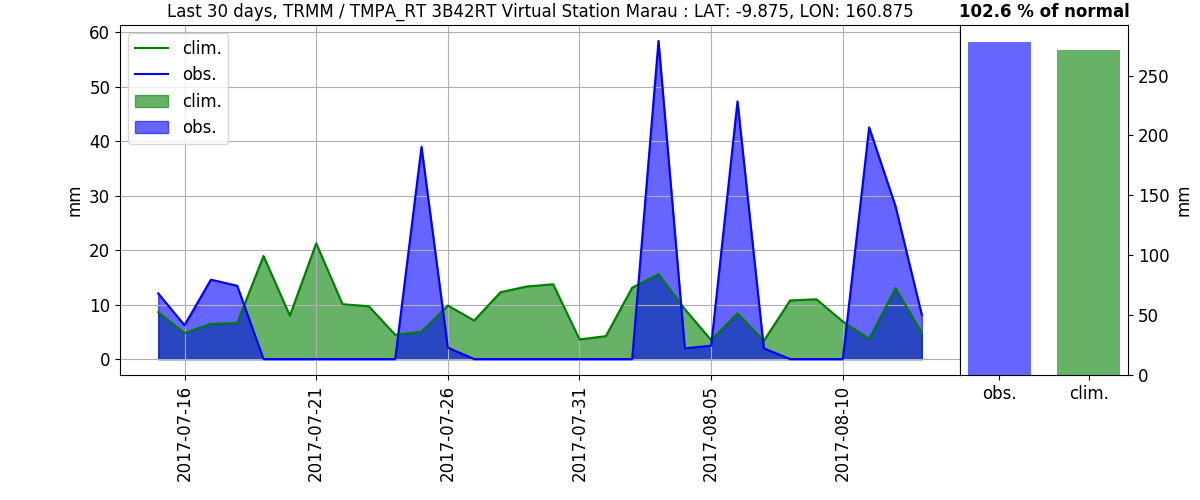 Last 30 days, TRMM / TMPA_RT 3B42RT Virtual Station Marau : LAT: -9.875, LON: 160.875
102.6 % of normal
clim.
obs.
clim.
obs.
60
50
40
30
20
10
0
mm
2017-07-16
2017-07-21
2017-07-26
2017-07-31
2017-08-05
2017-08-10
250
200
150
100
50
0
mm
obs.
clim.